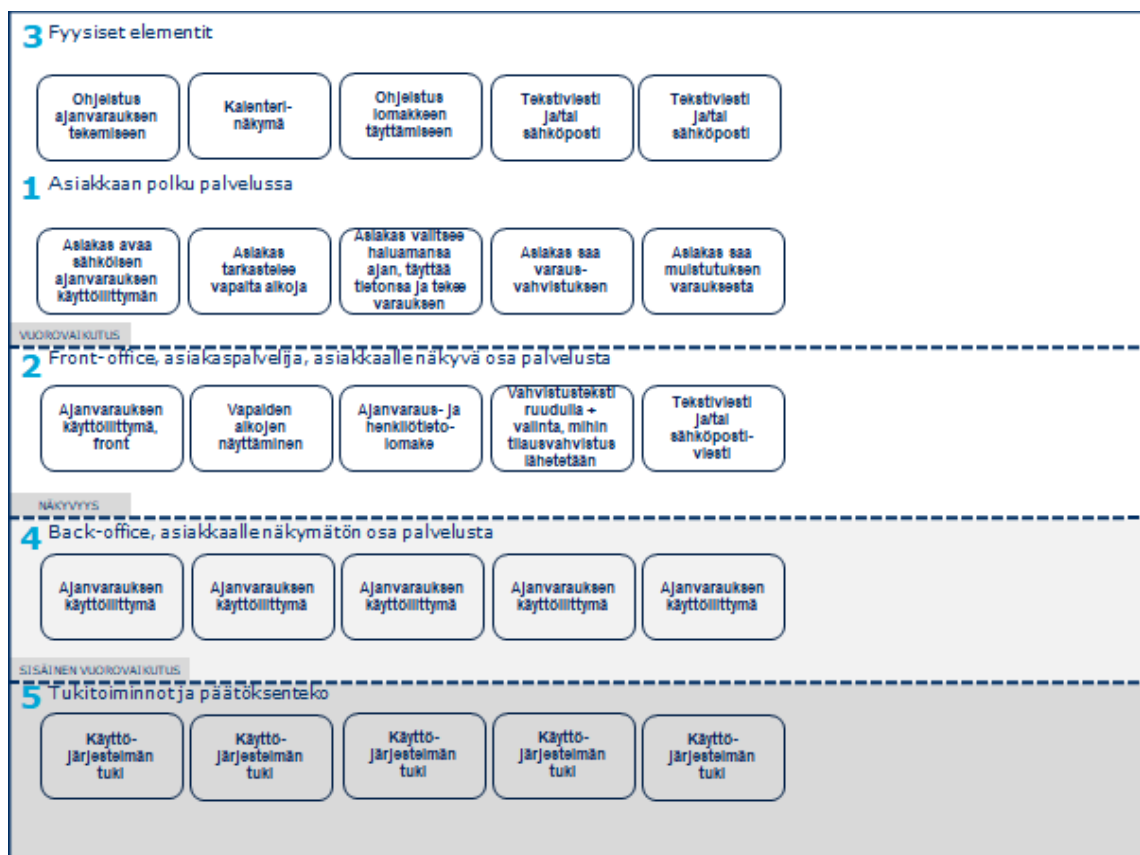 3 Fyysiset elementit
Ohjeistus
ajanvarauksen
tekemiseen
Kalenteri-
näkymä
Ohjeistus
lomakkeen
täyttämiseen
Tekstiviesti
ja/tai
sähköposti
Tekstiviesti
ja/tai
sähköposti
1 Asiakkaan polku palvelussa
Asiakas avaa
sähköisen
ajanvarauksen
käyttöliittymän
Asiakas
tarkastelee
vapaita aikoja
Asiakas valitsee
haluamansa
ajan, täyttää
tietonsa ja tekee
varauksen
Asiakas saa
varaus-
vahvistuksen
Asiakas saa
muistutuksen
varauksesta
VUOROVAIKUTUS
2 Front-office, asiakaspalvelija, asiakkaalle näkyvä osa palvelusta
Ajanvarauksen
käyttöliittymä,
front
Vapaiden
aikojen
näyttäminen
Ajanvaraus- ja
henkilötieto-
lomake
Vahvistusteksti
ruudulla +
valinta, mihin
tilausvahvistus
lähetetään
Tekstiviesti
ja/tai
sähköposti-
viesti
NÄKYVYYS
4 Back-office, asiakkaalle näkymätön osa palvelusta
Ajanvarauksen
käyttöliittymä
Ajanvarauksen
käyttöliittymä
Ajanvarauksen
käyttöliittymä
Ajanvarauksen
käyttöliittymä
Ajanvarauksen
käyttöliittymä
SISÄINEN VUOROVAIKUTUS
5 Tukitoiminnot ja päätöksenteko
Käyttö-
järjestelmän
tuki
Käyttö-
järjestelmän
tuki
Käyttö-
järjestelmän
tuki
Käyttö-
järjestelmän
tuki
Käyttö-
järjestelmän
tuki